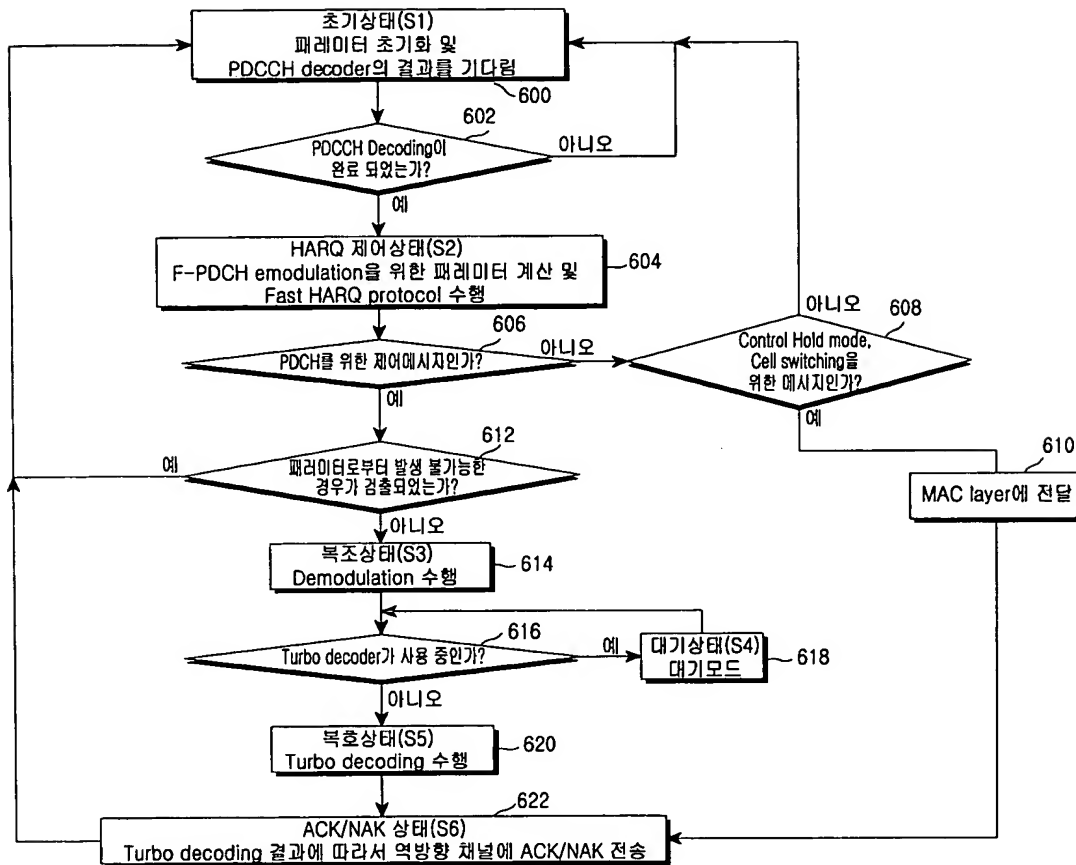 초기상태(S1)
패레미터 초기화 및
PDCCH decoder의 결과를 기다림
600
602
PDCCH Decoding이
완료 되었는가?
아니오
예
HARQ 제어상태(S2)
F-PDCH emodulation을 위한 패레미터 계산 및
Fast HARQ protocol 수행
604
606
PDCH를 위한 제어메시지인가?
아니오
예
아니오
608
Control Hold mode,
Cell switching을
위한 메시지인가?
예
610
MAC layer에 전달
612
패러미터로부터 발생 불가능한
경우가 검출되었는가?
예
아니오
복조상태(S3)
Demodulation 수행
614
616
Turbo decoder가 사용 중인가?
예
대기상태(S4)
대기모드
618
아니오
복호상태(S5)
Turbo decoding 수행
620
622
ACK/NAK 상태(S6)
Turbo decoding 결과에 따라서 역방향 채널에 ACK/NAK 전송